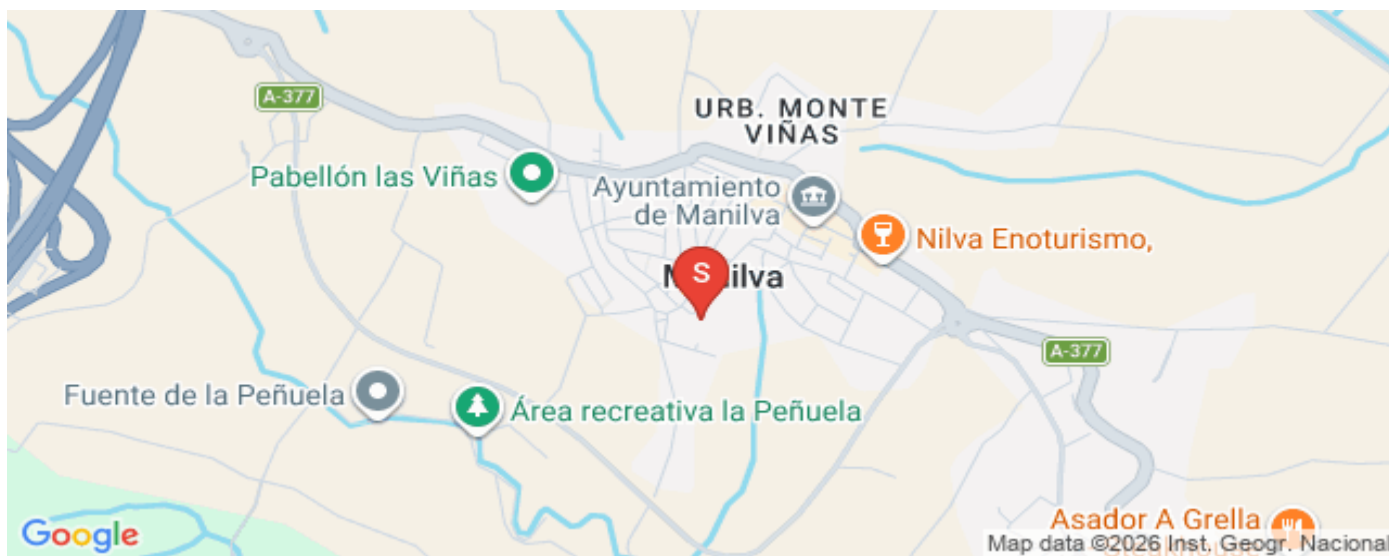 A-377
URB. MONTE
VIÑAS
Pabellón las Viñas
Ayuntamiento
de Manilva
Nilva Enoturismo,
S
Manilva
A-377
Fuente de la Peñuela
Área recreativa la Peñuela
Asador A Grella
Google
Map data ©2026 Inst. Geogr. Nacional